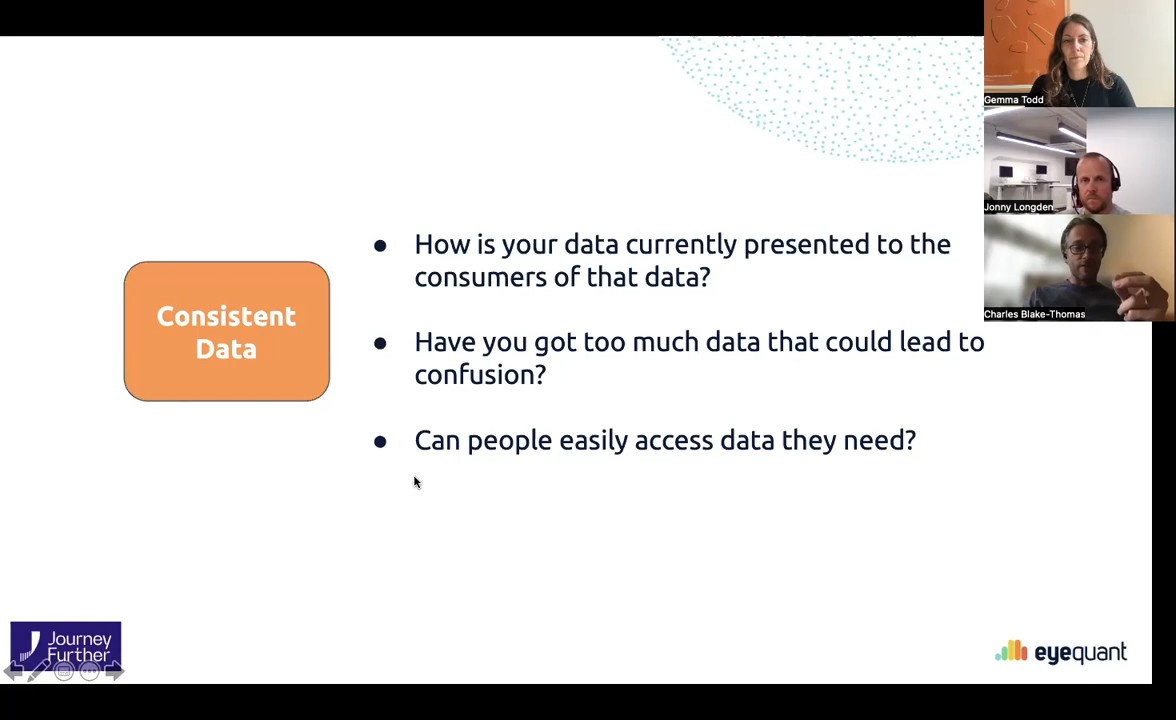 Gemma Todd
Jonny Longden
Charles Blake-Thomas
Consistent
Data
● How is your data currently presented to the
consumers of that data?
● Have you got too much data that could lead to
confusion?
● Can people easily access data they need?
Journey
Further
eyequant